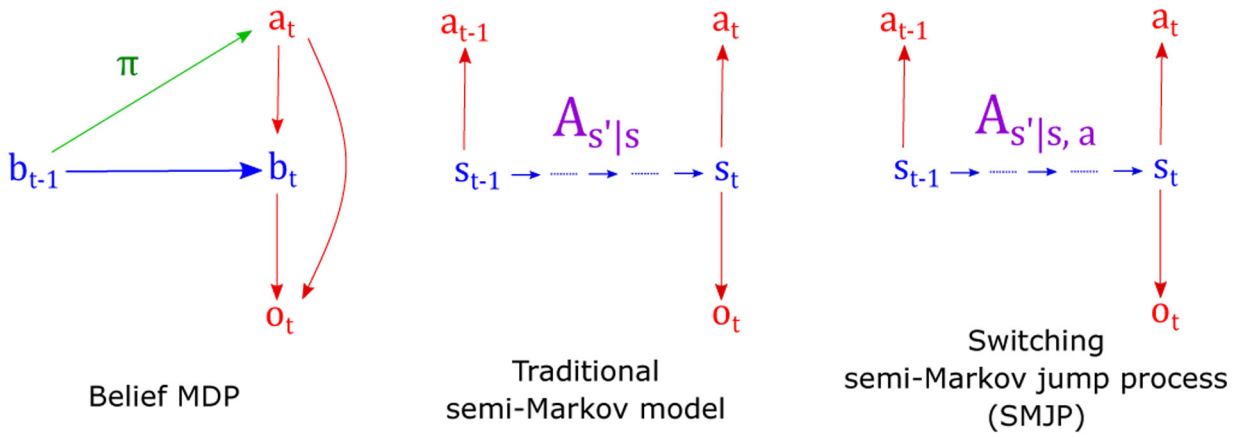 a_t
π
b_{t-1}
b_t
o_t
Belief MDP
a_{t-1}
a_t
A_{s'|s}
s_{t-1}
s_t
o_t
Traditional
semi-Markov model
a_{t-1}
a_t
A_{s'|s, a}
s_{t-1}
s_t
o_t
Switching
semi-Markov jump process
(SMJP)